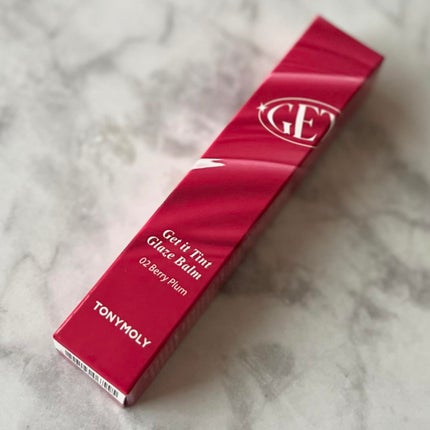 GET
Get it Tint
Glaze Balm
02 Berry Plum
TONYMOLY